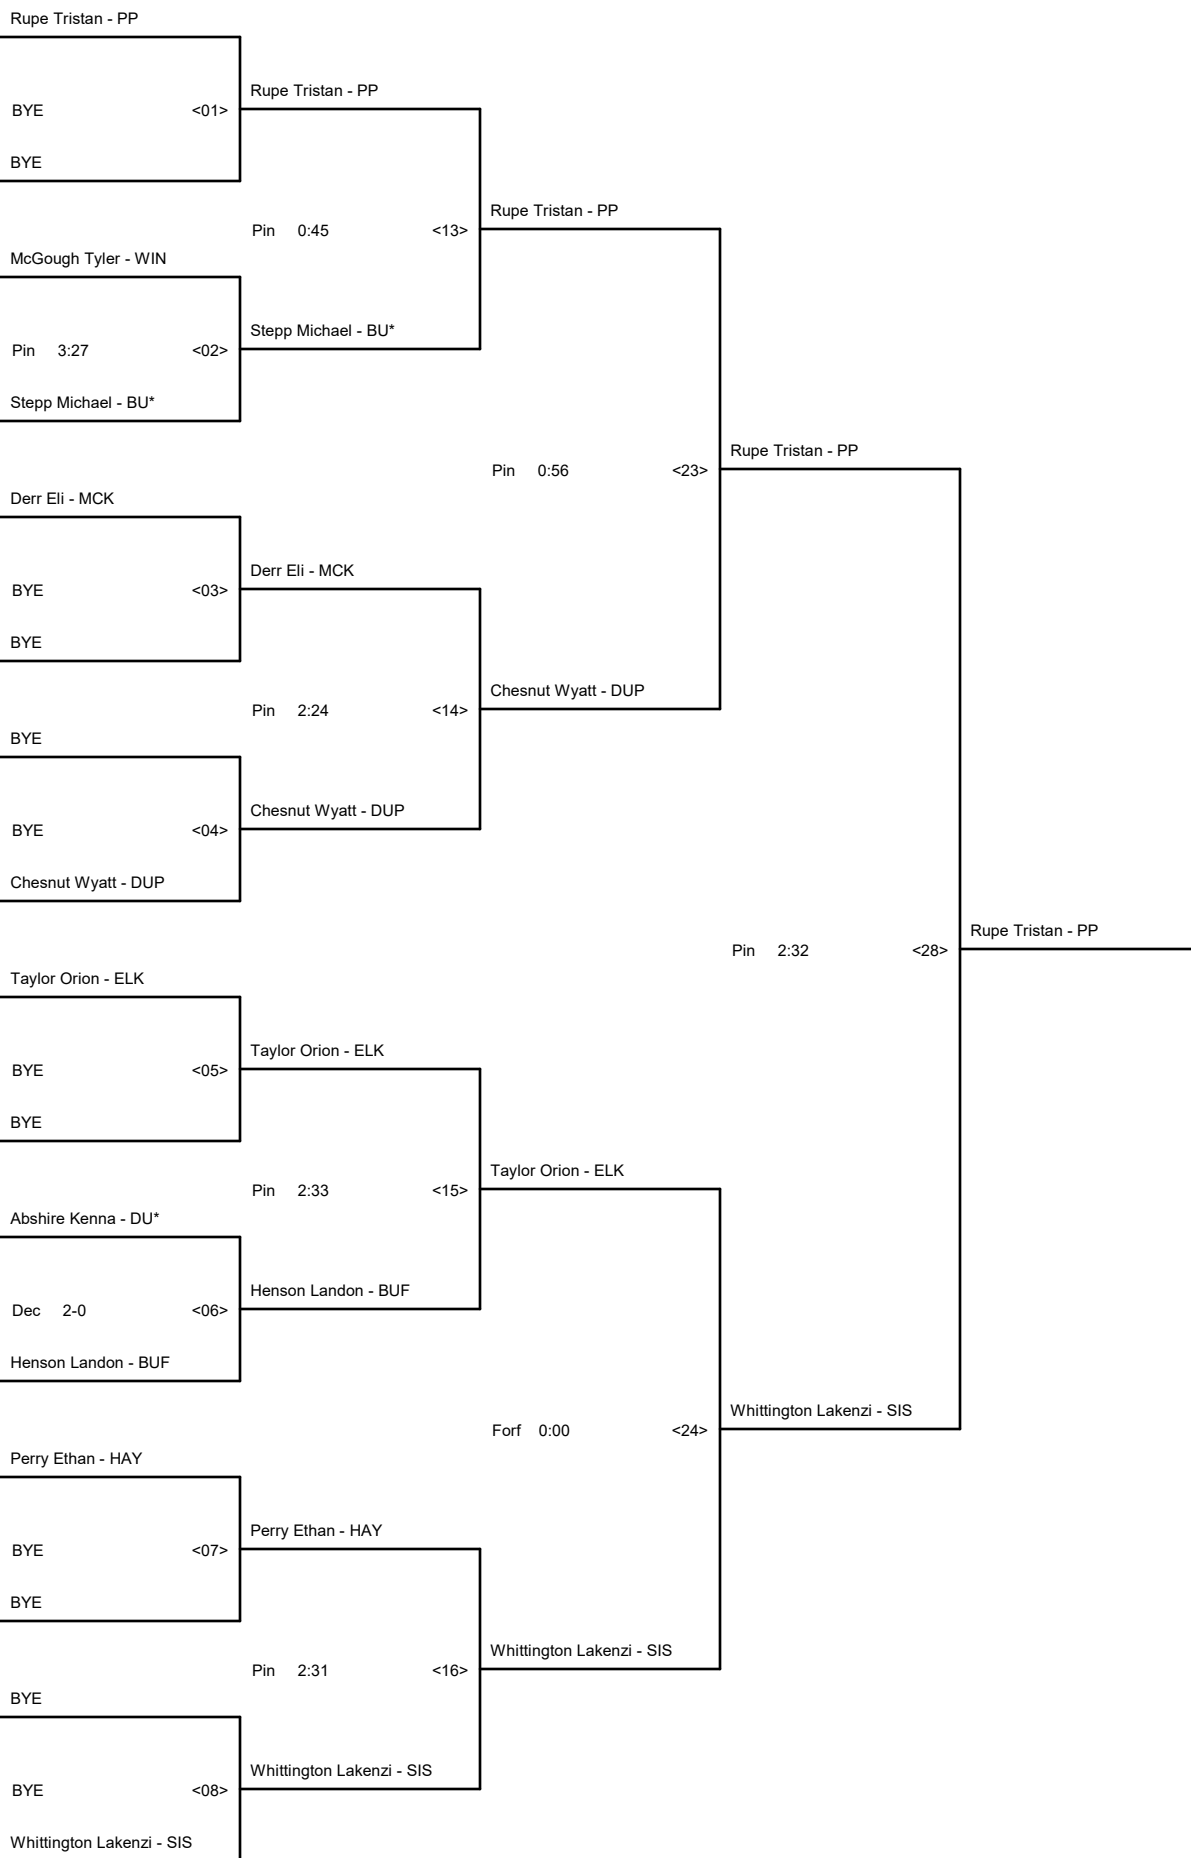 Rupe Tristan - PP
Rupe Tristan - PP
BYE <01>
BYE
Rupe Tristan - PP
Pin 0:45 <13>
McGough Tyler - WIN
Stepp Michael - BU*
Pin 3:27 <02>
Stepp Michael - BU*
Rupe Tristan - PP
Pin 0:56 <23>
Derr Eli - MCK
Derr Eli - MCK
BYE <03>
BYE
Chesnut Wyatt - DUP
Pin 2:24 <14>
BYE
Chesnut Wyatt - DUP
BYE <04>
Chesnut Wyatt - DUP
Rupe Tristan - PP
Pin 2:32 <28>
Taylor Orion - ELK
Taylor Orion - ELK
BYE <05>
BYE
Taylor Orion - ELK
Pin 2:33 <15>
Abshire Kenna - DU*
Henson Landon - BUF
Dec 2-0 <06>
Henson Landon - BUF
Whittington Lakenzi - SIS
Forf 0:00 <24>
Perry Ethan - HAY
Perry Ethan - HAY
BYE <07>
BYE
Whittington Lakenzi - SIS
Pin 2:31 <16>
BYE
Whittington Lakenzi - SIS
BYE <08>
Whittington Lakenzi - SIS